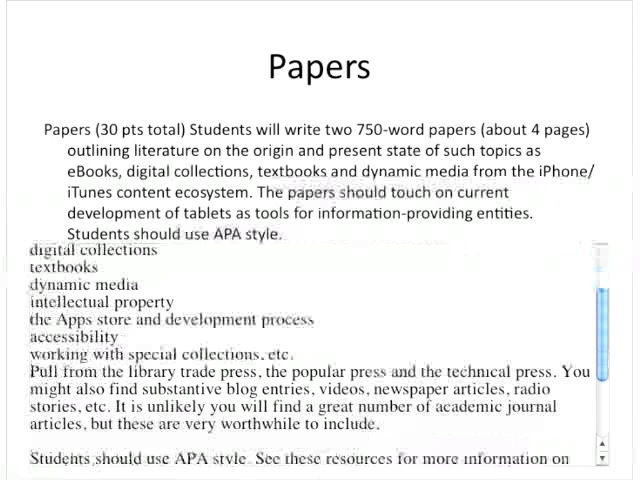 Papers
Papers (30 pts total) Students will write two 750-word papers (about 4 pages)
outlining literature on the origin and present state of such topics as
eBooks, digital collections, textbooks and dynamic media from the iPhone/
iTunes content ecosystem. The papers should touch on current
development of tablets as tools for information-providing entities.
Students should use APA style.
digital collections
textbooks
dynamic media
intellectual property
the Apps store and development process
accessibility
working with special collections, etc.
Pull from the library trade press, the popular press and the technical press. You
might also find substantive blog entries, videos, newspaper articles, radio
stories, etc. It is unlikely you will find a great number of academic journal
articles, but these are very worthwhile to include.
Students should use APA style. See these resources for more information on